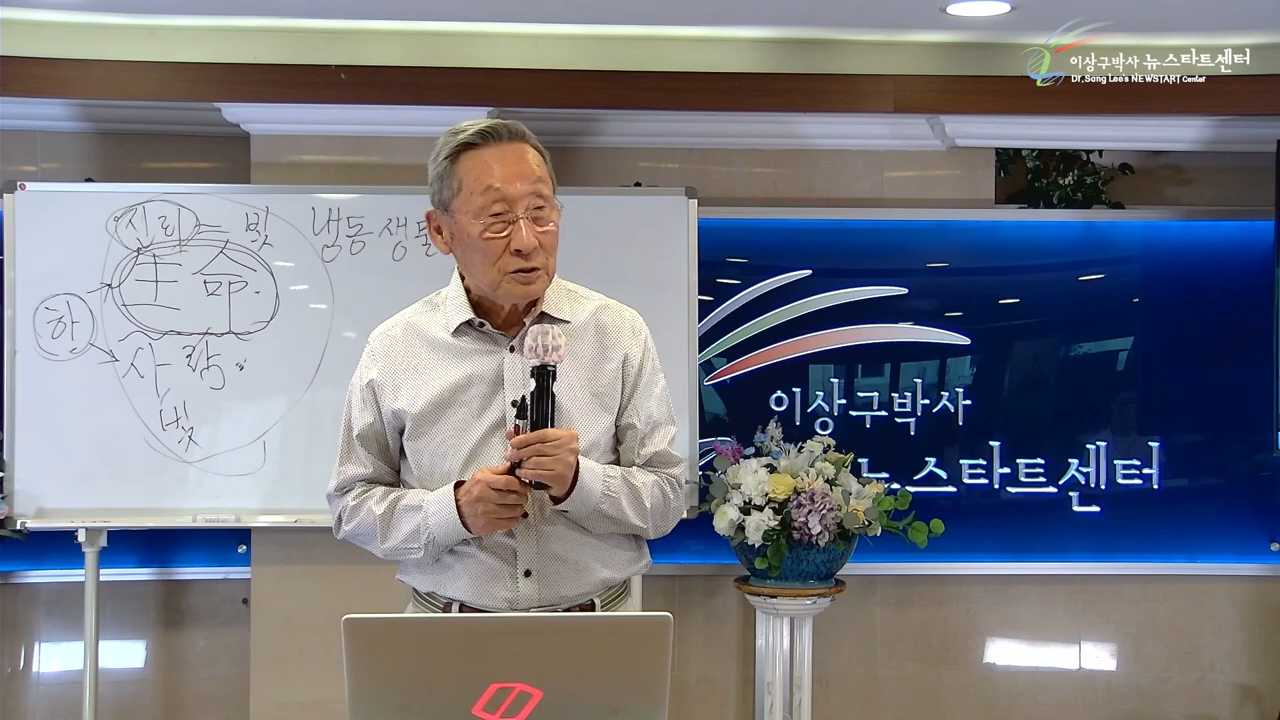 이상구박사 뉴스타트센터
Dr. Sang Lee's NEWSTART Center
진리 = 빛 냉동생물
生命.
하
사랑
빛
이상구박사
뉴스타트센터